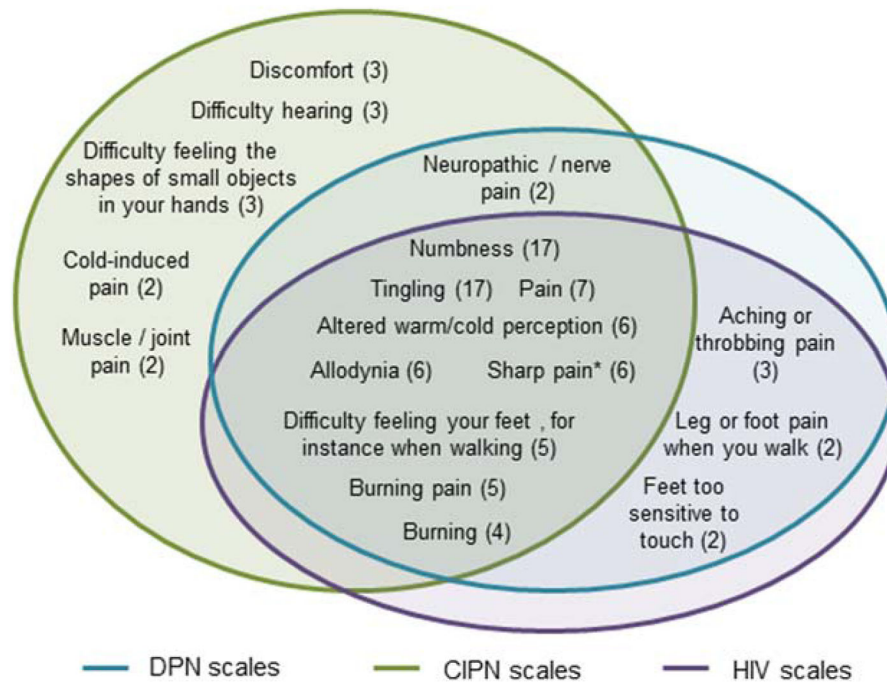 Discomfort (3)
Difficulty hearing (3)
Difficulty feeling the
shapes of small objects
in your hands (3)
Cold-induced
pain (2)
Muscle / joint
pain (2)
Neuropathic / nerve
pain (2)
Numbness (17)
Tingling (17) Pain (7)
Altered warm/cold perception (6)
Allodynia (6) Sharp pain* (6)
Difficulty feeling your feet , for
instance when walking (5)
Burning pain (5)
Burning (4)
Aching or
throbbing pain
(3)
Leg or foot pain
when you walk (2)
Feet too
sensitive to
touch (2)
DPN scales CIPN scales HIV scales